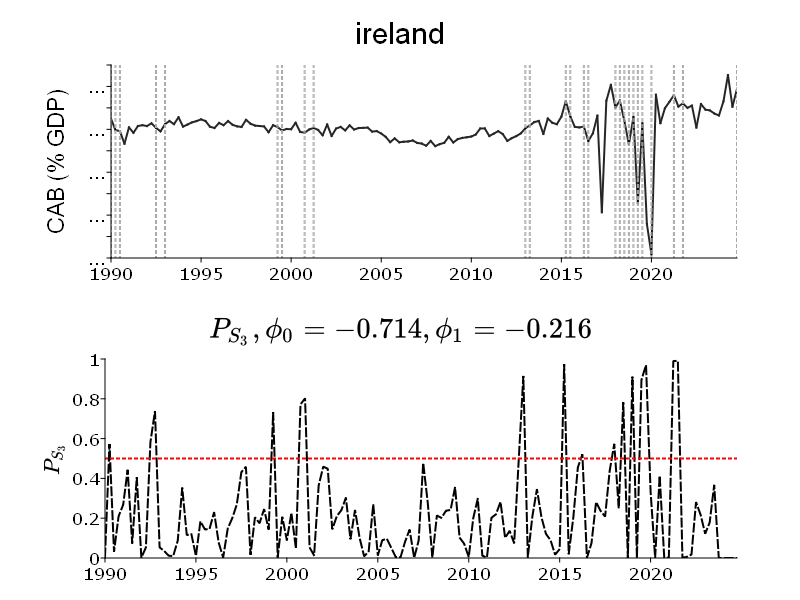 ireland
CAB (% GDP)
...
...
...
...
...
1990 1995 2000 2005 2010 2015 2020
P_{S_3}, ϕ_0 = −0.714, ϕ_1 = −0.216
P_{S_3}
1
0.8
0.6
0.4
0.2
0
1990 1995 2000 2005 2010 2015 2020